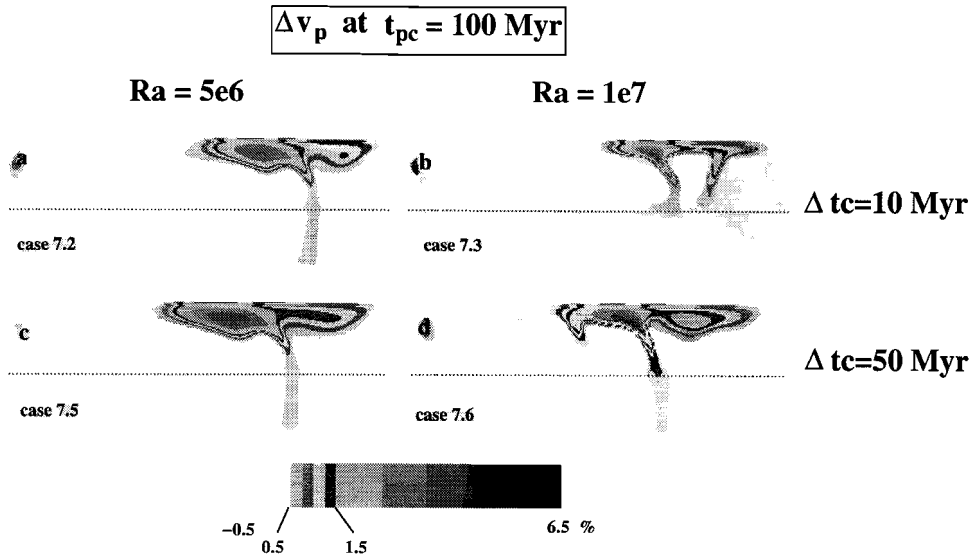 Δv_p at t_pc = 100 Myr
Ra = 5e6
Ra = 1e7
a
b
Δ tc=10 Myr
case 7.2
case 7.3
c
d
Δ tc=50 Myr
case 7.5
case 7.6
−0.5
0.5
1.5
6.5 %